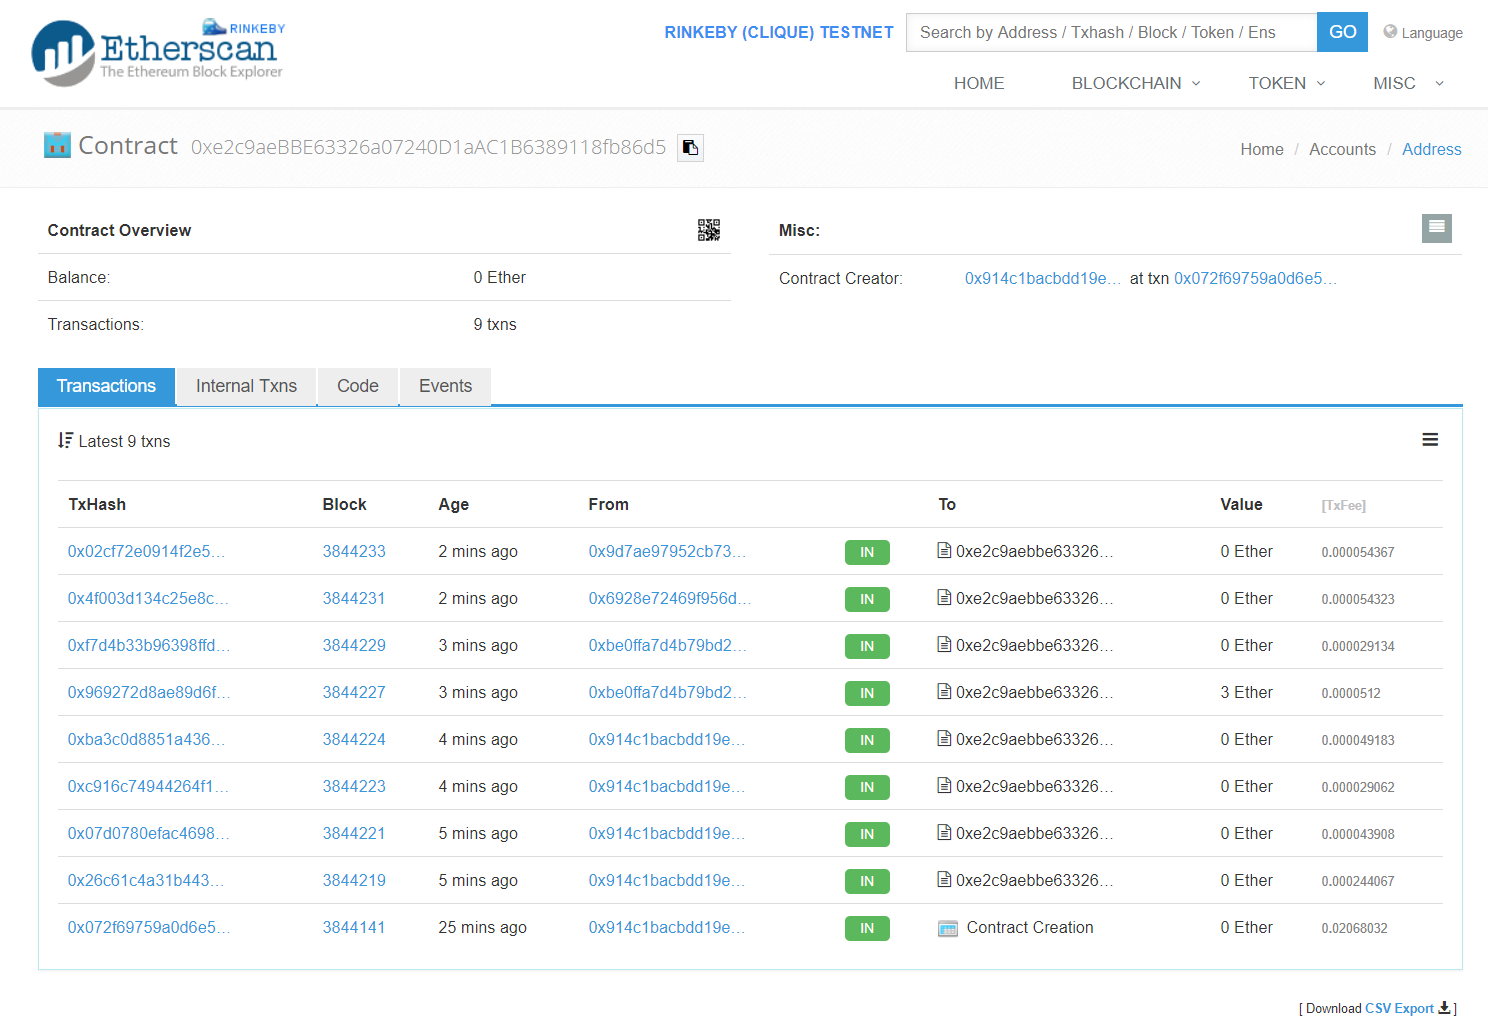 RINKEBY
Etherscan
The Ethereum Block Explorer
RINKEBY (CLIQUE) TESTNET
Search by Address / Txhash / Block / Token / Ens
GO
Language
HOME BLOCKCHAIN TOKEN MISC
Contract 0xe2c9aeBBE63326a07240D1aAC1B6389118fb86d5
Home / Accounts / Address
Contract Overview
Balance: 0 Ether
Transactions: 9 txns
Misc:
Contract Creator: 0x914c1bacbdd19e... at txn 0x072f69759a0d6e5...
Transactions Internal Txns Code Events
Latest 9 txns
TxHash Block Age From To Value [TxFee]
0x02cf72e0914f2e5... 3844233 2 mins ago 0x9d7ae97952cb73... IN 0xe2c9aebbe63326... 0 Ether 0.000054367
0x4f003d134c25e8c... 3844231 2 mins ago 0x6928e72469f956d... IN 0xe2c9aebbe63326... 0 Ether 0.000054323
0xf7d4b33b96398ffd... 3844229 3 mins ago 0xbe0ffa7d4b79bd2... IN 0xe2c9aebbe63326... 0 Ether 0.000029134
0x969272d8ae89d6f... 3844227 3 mins ago 0xbe0ffa7d4b79bd2... IN 0xe2c9aebbe63326... 3 Ether 0.0000512
0xba3c0d8851a436... 3844224 4 mins ago 0x914c1bacbdd19e... IN 0xe2c9aebbe63326... 0 Ether 0.000049183
0xc916c74944264f1... 3844223 4 mins ago 0x914c1bacbdd19e... IN 0xe2c9aebbe63326... 0 Ether 0.000029062
0x07d0780efac4698... 3844221 5 mins ago 0x914c1bacbdd19e... IN 0xe2c9aebbe63326... 0 Ether 0.000043908
0x26c61c4a31b443... 3844219 5 mins ago 0x914c1bacbdd19e... IN 0xe2c9aebbe63326... 0 Ether 0.000244067
0x072f69759a0d6e5... 3844141 25 mins ago 0x914c1bacbdd19e... IN Contract Creation 0 Ether 0.02068032
[ Download CSV Export ]